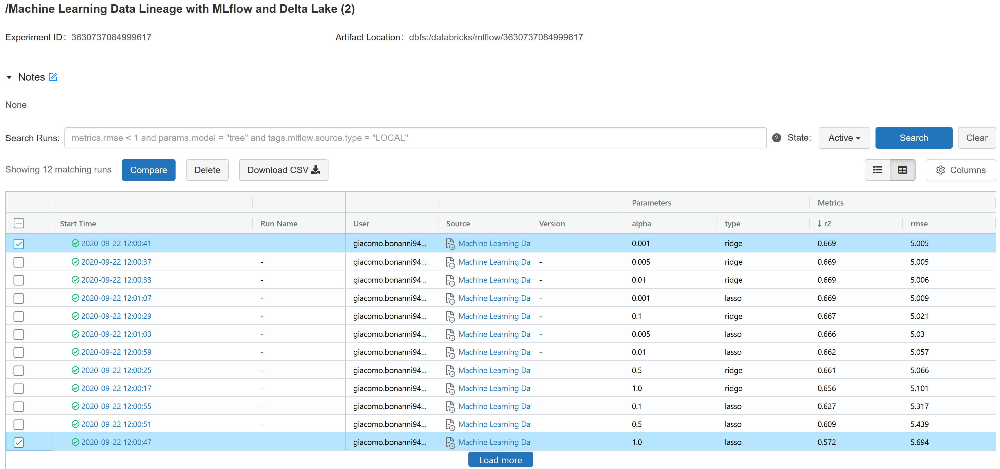 /Machine Learning Data Lineage with MLflow and Delta Lake (2)
Experiment ID: 3630737084999617 Artifact Location: dbfs:/databricks/mlflow/3630737084999617
Notes
None
Search Runs: metrics.rmse < 1 and params.model = "tree" and tags.mlflow.source.type = "LOCAL" ? State: Active Search Clear
Showing 12 matching runs Compare Delete Download CSV Columns
Parameters Metrics
Start Time Run Name User Source Version alpha type ↓ r2 rmse
2020-09-22 12:00:41 - giacomo.bonanni94... Machine Learning Da - 0.001 ridge 0.669 5.005
2020-09-22 12:00:37 - giacomo.bonanni94... Machine Learning Da - 0.005 ridge 0.669 5.005
2020-09-22 12:00:33 - giacomo.bonanni94... Machine Learning Da - 0.01 ridge 0.669 5.006
2020-09-22 12:01:07 - giacomo.bonanni94... Machine Learning Da - 0.001 lasso 0.669 5.009
2020-09-22 12:00:29 - giacomo.bonanni94... Machine Learning Da - 0.1 ridge 0.667 5.021
2020-09-22 12:01:03 - giacomo.bonanni94... Machine Learning Da - 0.005 lasso 0.666 5.03
2020-09-22 12:00:59 - giacomo.bonanni94... Machine Learning Da - 0.01 lasso 0.662 5.057
2020-09-22 12:00:25 - giacomo.bonanni94... Machine Learning Da - 0.5 ridge 0.661 5.066
2020-09-22 12:00:17 - giacomo.bonanni94... Machine Learning Da - 1.0 ridge 0.656 5.101
2020-09-22 12:00:55 - giacomo.bonanni94... Machine Learning Da - 0.1 lasso 0.627 5.317
2020-09-22 12:00:51 - giacomo.bonanni94... Machine Learning Da - 0.5 lasso 0.609 5.439
2020-09-22 12:00:47 - giacomo.bonanni94... Machine Learning Da - 1.0 lasso 0.572 5.694
Load more